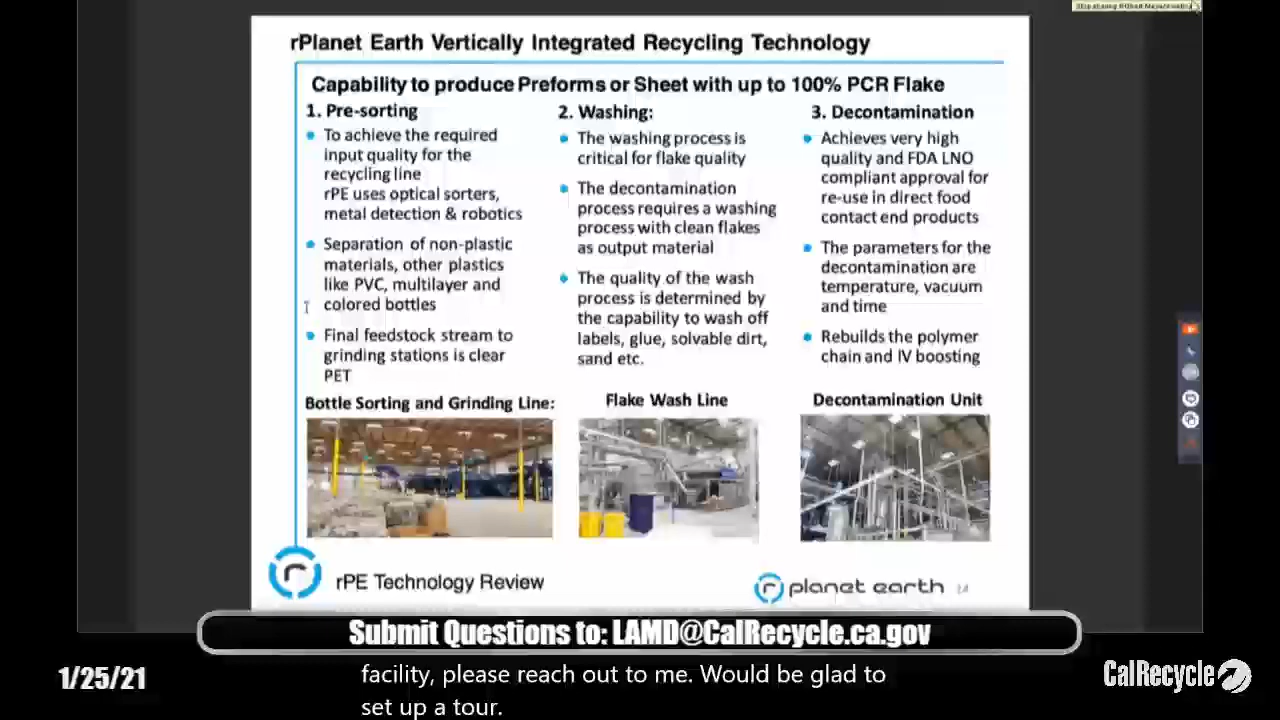 rPlanet Earth Vertically Integrated Recycling Technology
Capability to produce Preforms or Sheet with up to 100% PCR Flake
1. Pre-sorting
To achieve the required
input quality for the
recycling line
rPE uses optical sorters,
metal detection & robotics
Separation of non-plastic
materials, other plastics
like PVC, multilayer and
colored bottles
Final feedstock stream to
grinding stations is clear
PET
2. Washing:
The washing process is
critical for flake quality
The decontamination
process requires a washing
process with clean flakes
as output material
The quality of the wash
process is determined by
the capability to wash off
labels, glue, solvable dirt,
sand etc.
3. Decontamination
Achieves very high
quality and FDA LNO
compliant approval for
re-use in direct food
contact end products
The parameters for the
decontamination are
temperature, vacuum
and time
Rebuilds the polymer
chain and IV boosting
Bottle Sorting and Grinding Line:
Flake Wash Line
Decontamination Unit
r
rPE Technology Review
r planet earth
14
Submit Questions to: LAMD@CalRecycle.ca.gov
1/25/21
facility, please reach out to me. Would be glad to
set up a tour.
CalRecycle